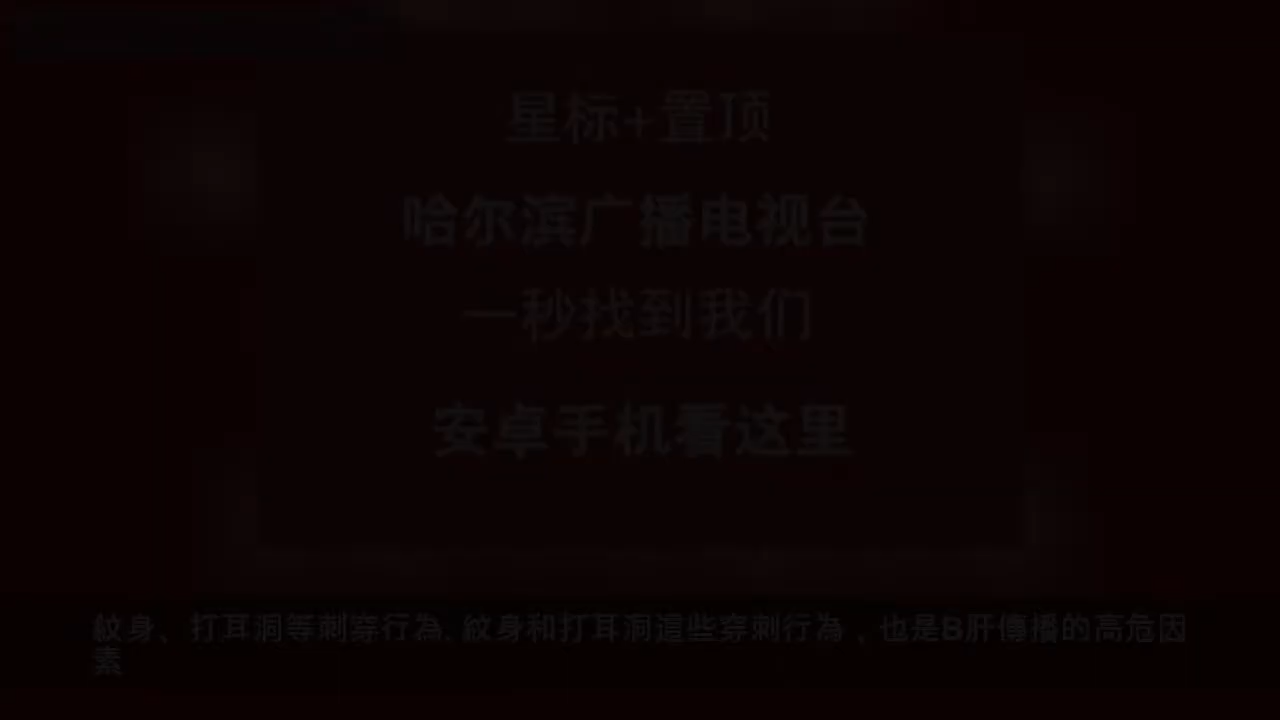 星标+置顶
哈尔滨广播电视台
一秒找到我们
安卓手机看这里
紋身、打耳洞等刺穿行為, 紋身和打耳洞這些穿刺行為，也是B肝傳播的高危因
素